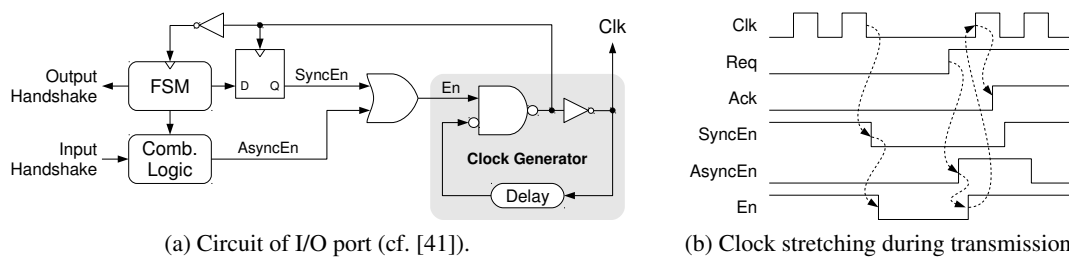 Output
Handshake
FSM
D
Q
SyncEn
Input
Handshake
Comb.
Logic
AsyncEn
En
Clk
Clock Generator
Delay
(a) Circuit of I/O port (cf. [41]).
Clk
Req
Ack
SyncEn
AsyncEn
En
(b) Clock stretching during transmission